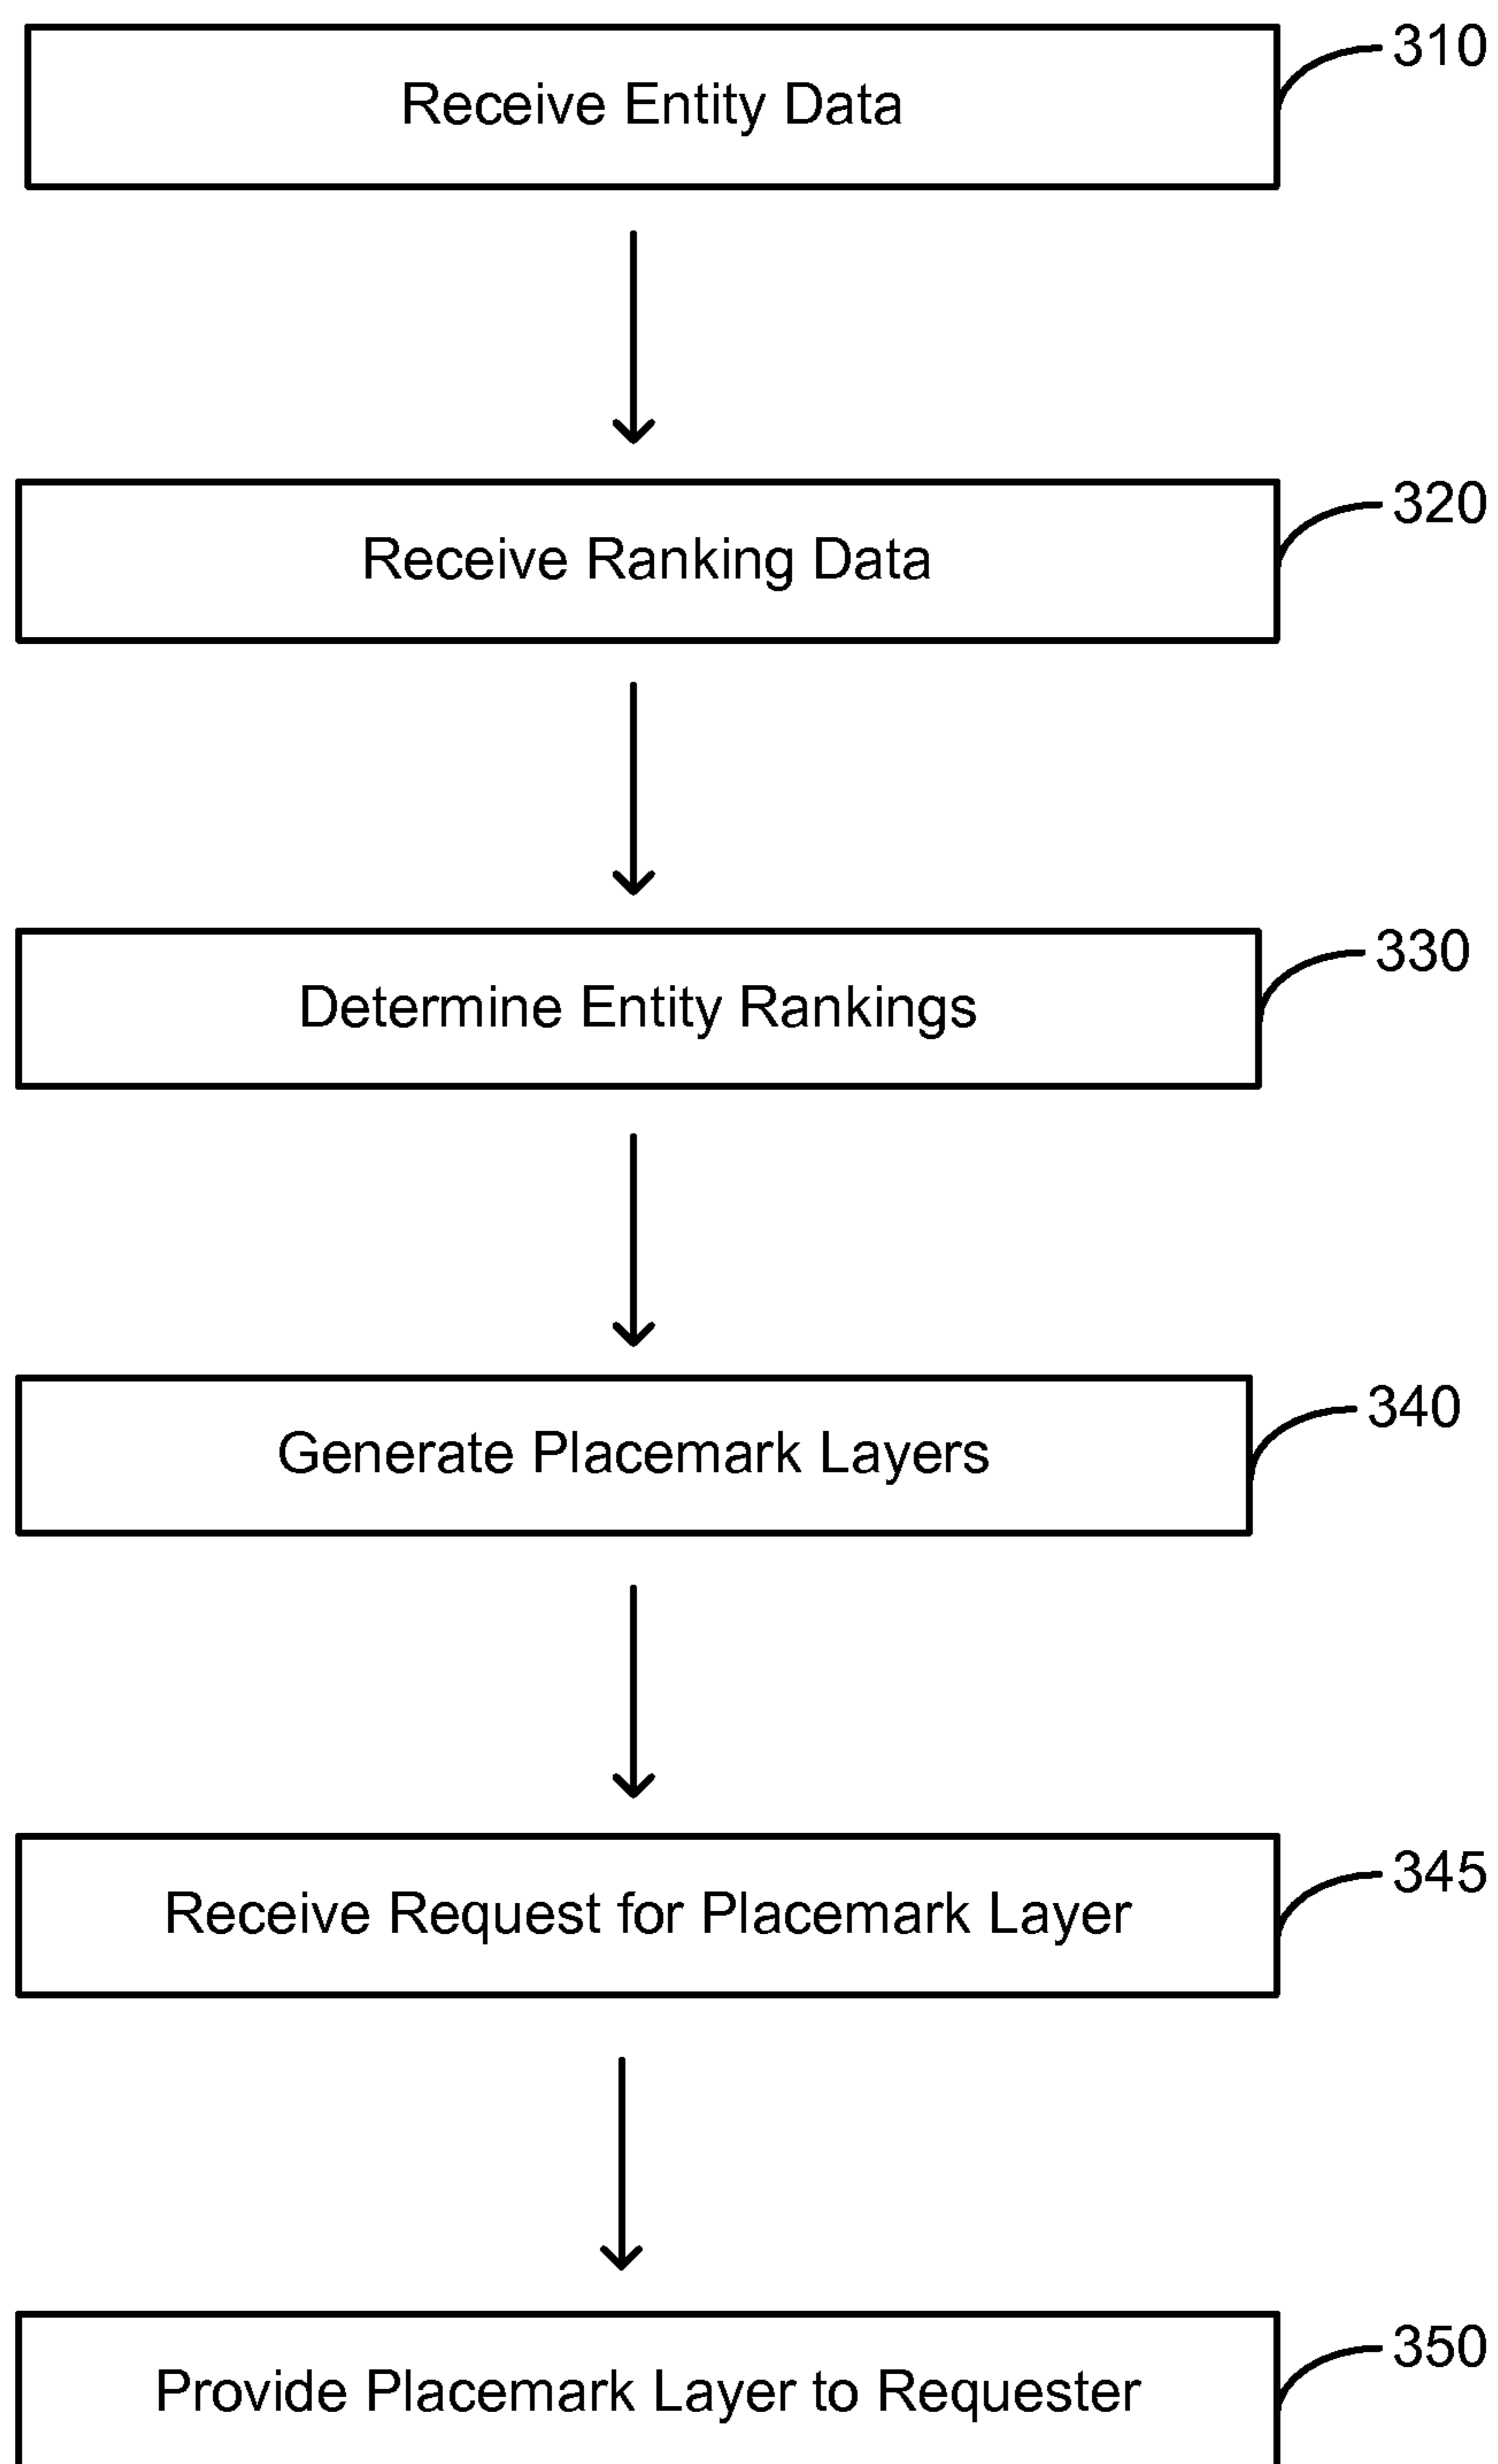 310
Receive Entity Data
320
Receive Ranking Data
330
Determine Entity Rankings
340
Generate Placemark Layers
345
Receive Request for Placemark Layer
350
Provide Placemark Layer to Requester